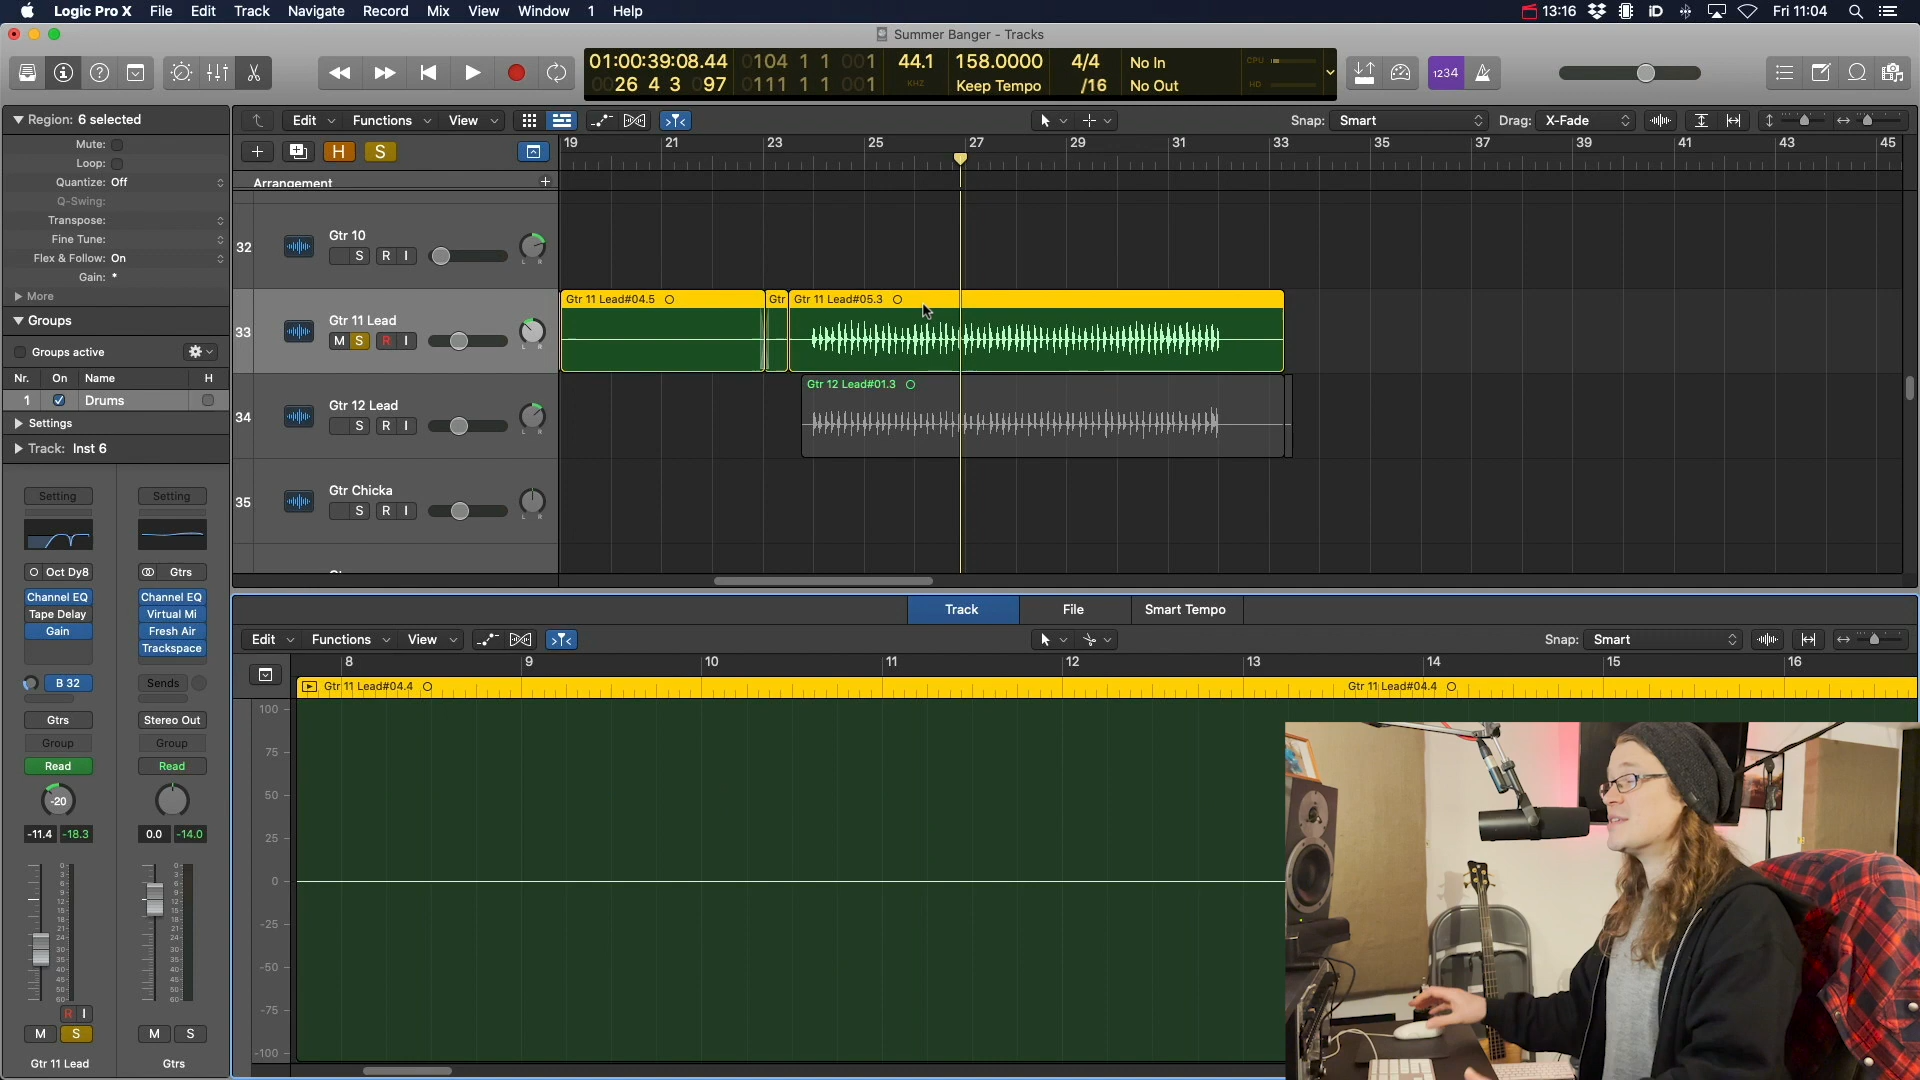 Logic Pro X File Edit Track Navigate Record Mix View Window 1 Help 13:16 iD Fri 11:04
Summer Banger - Tracks
01:00:39:08.44 0104 1 1 001 44.1 158.0000 4/4 No In CPU
0026 4 3 097 0111 1 1 001 KHZ Keep Tempo /16 No Out HD
1234
Region: 6 selected
Mute:
Loop:
Quantize: Off
Q-Swing:
Transpose:
Fine Tune:
Flex & Follow: On
Gain: *
More
Groups
Groups active
Nr. On Name H
1 Drums
Settings
Track: Inst 6
Setting Setting
Oct Dy8 Gtrs
Channel EQ Channel EQ
Tape Delay Virtual Mi
Gain Fresh Air
Trackspace
B 32 Sends
Gtrs Stereo Out
Group Group
Read Read
-20
-11.4 -18.3 0.0 -14.0
R I
M S M S
Gtr 11 Lead Gtrs
Edit Functions View Snap: Smart Drag: X-Fade
H S 19 21 23 25 27 29 31 33 35 37 39 41 43 45
Arrangement
32 Gtr 10
S R I
33 Gtr 11 Lead
M S R I
Gtr 11 Lead#04.5 Gtr Gtr 11 Lead#05.3
34 Gtr 12 Lead
S R I
Gtr 12 Lead#01.3
35 Gtr Chicka
S R I
Track File Smart Tempo
Edit Functions View Snap: Smart
8 9 10 11 12 13 14 15 16
Gtr 11 Lead#04.4 Gtr 11 Lead#04.4
100
75
50
25
0
-25
-50
-75
-100